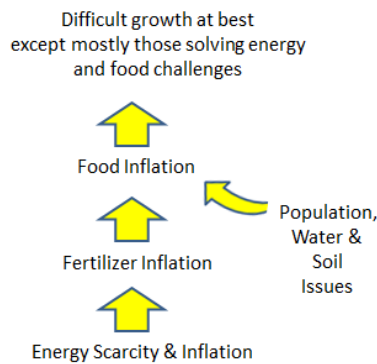 Difficult growth at best
except mostly those solving energy
and food challenges
Food Inflation
Population,
Water &
Soil
Issues
Fertilizer Inflation
Energy Scarcity & Inflation